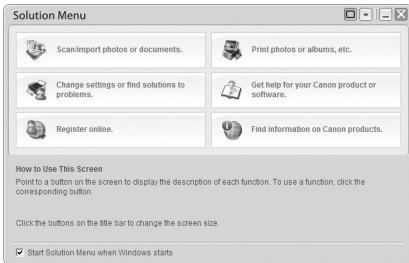 Solution Menu
Scan/import photos or documents.
Print photos or albums, etc.
Change settings or find solutions to
problems.
Get help for your Canon product or
software.
Register online.
Find information on Canon products.
How to Use This Screen
Point to a button on the screen to display the description of each function. To use a function, click the
corresponding button.
Click the buttons on the title bar to change the screen size.
Start Solution Menu when Windows starts